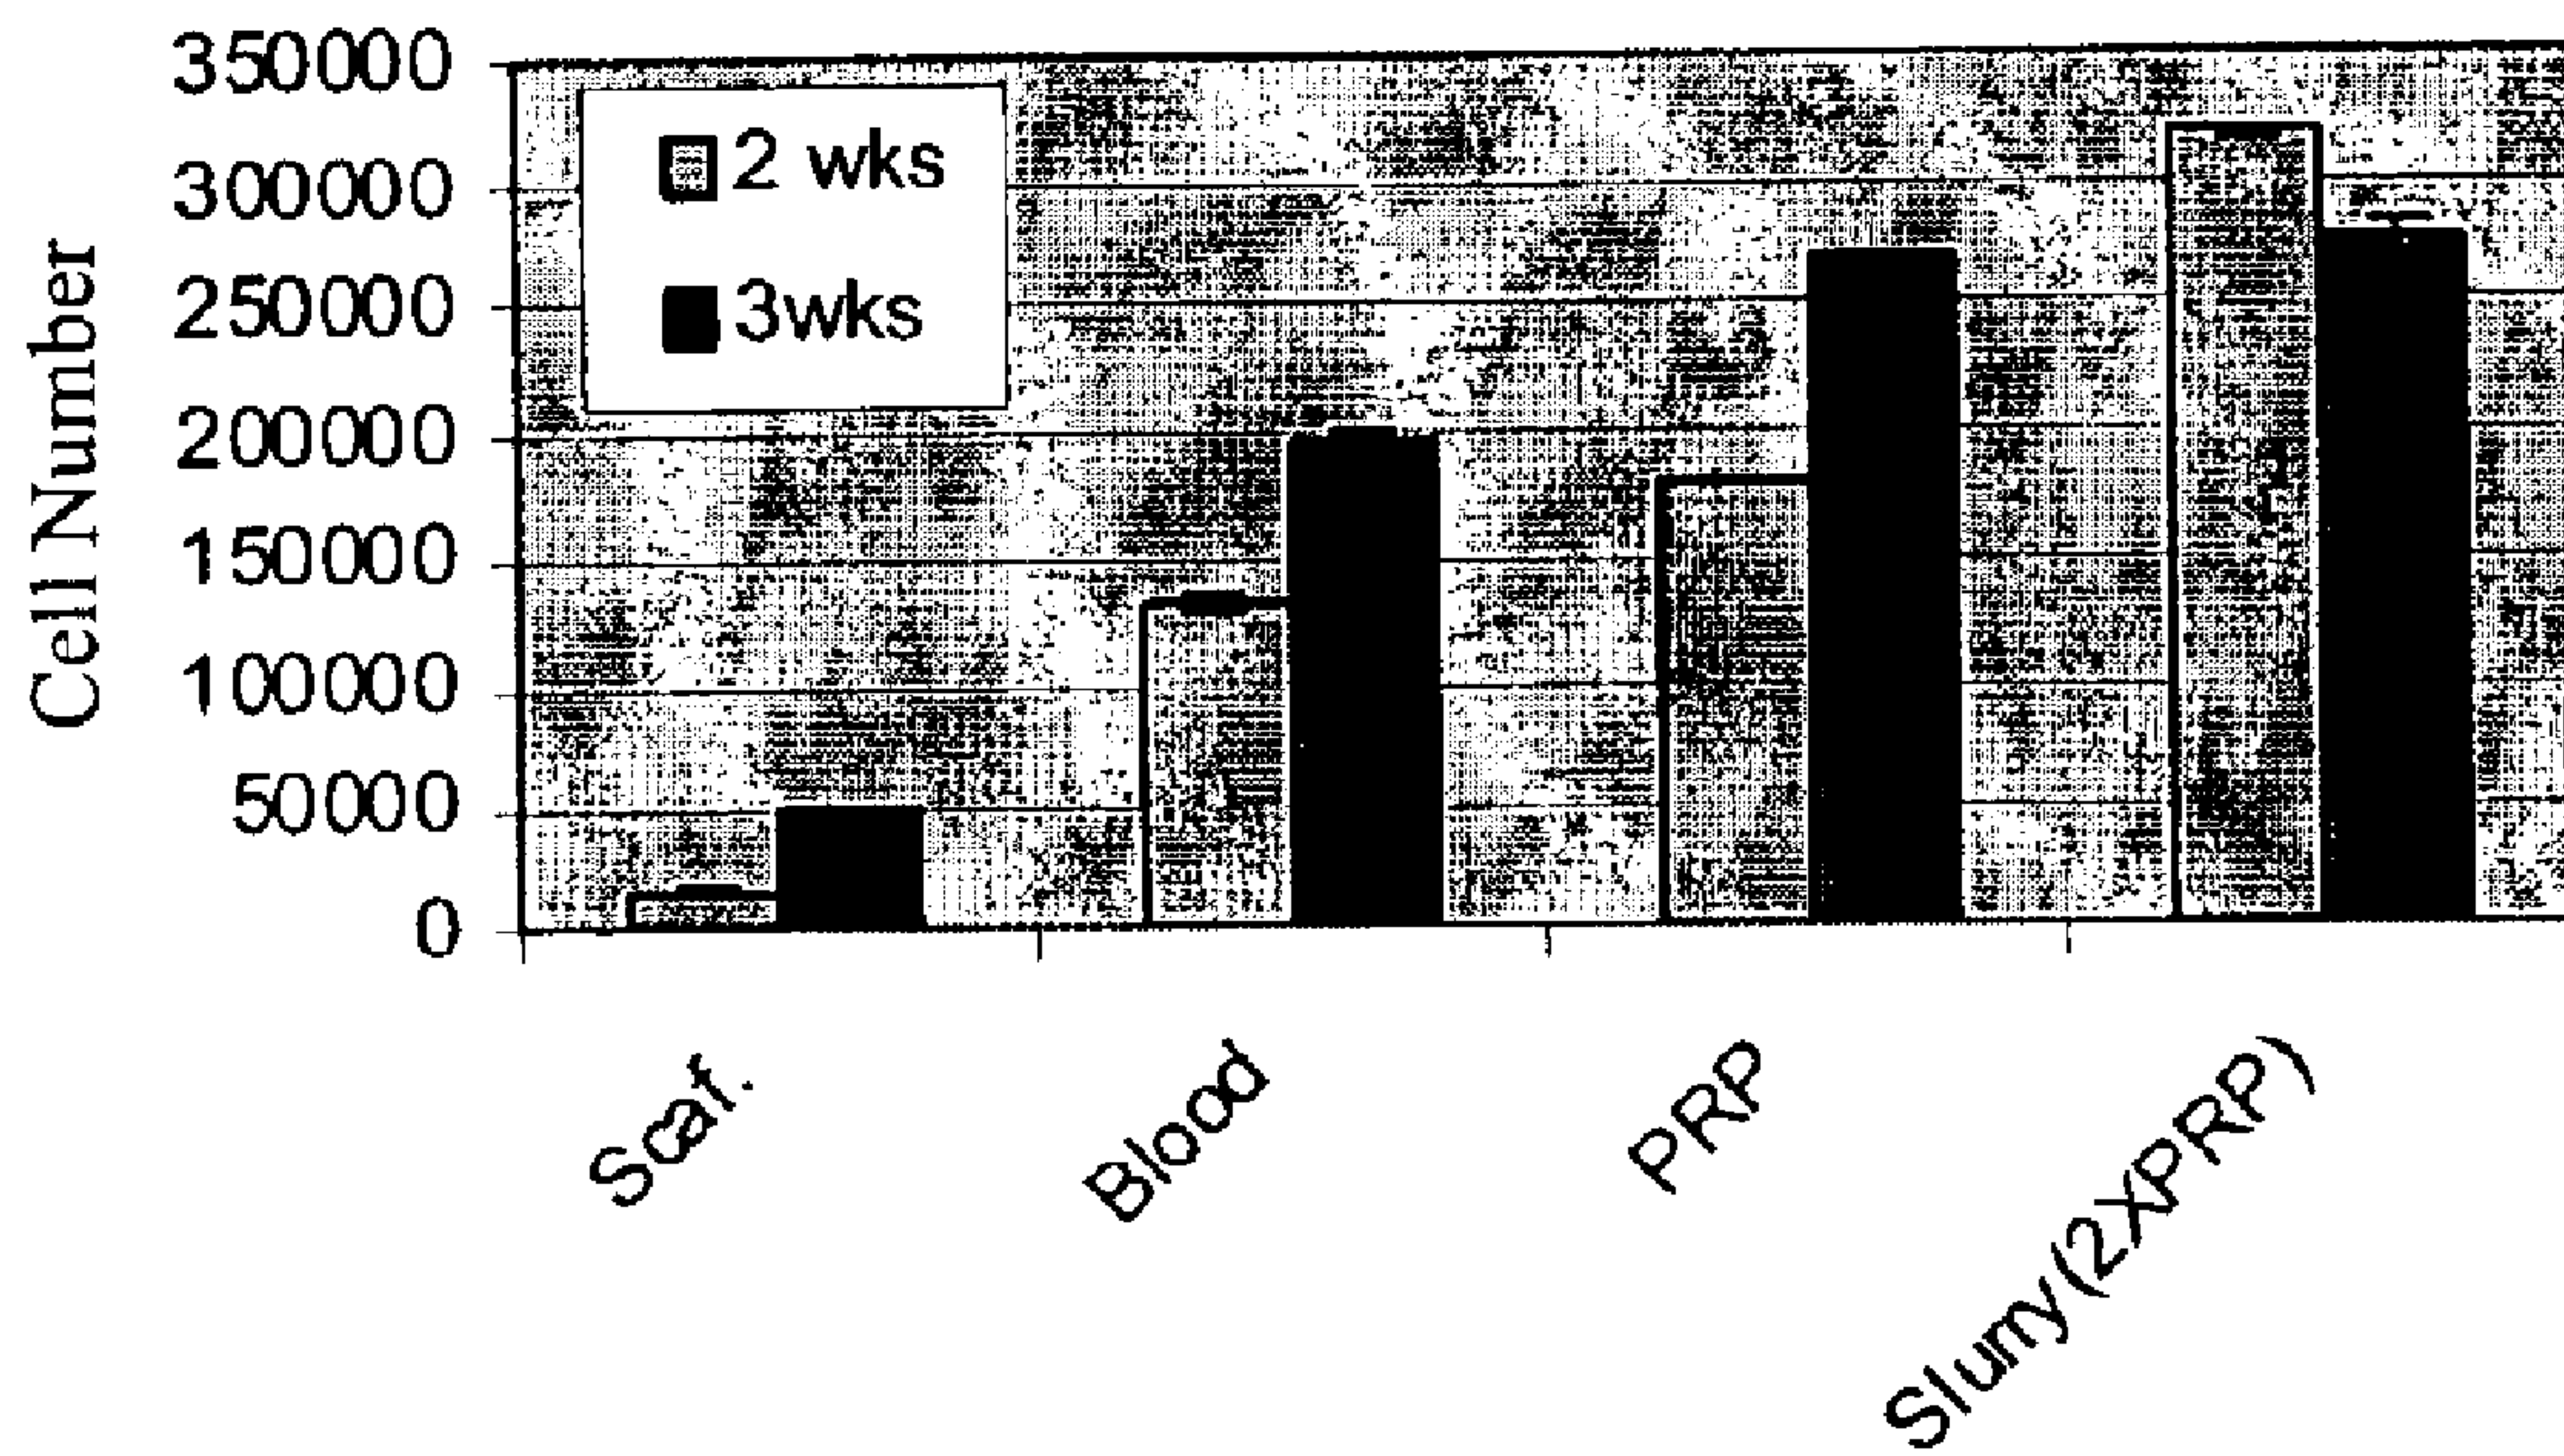 350000
300000
250000
200000
150000
100000
50000
0
Cell Number
2 wks
3wks
Scaf.
Blood
PRP
Slurry(2XPRP)